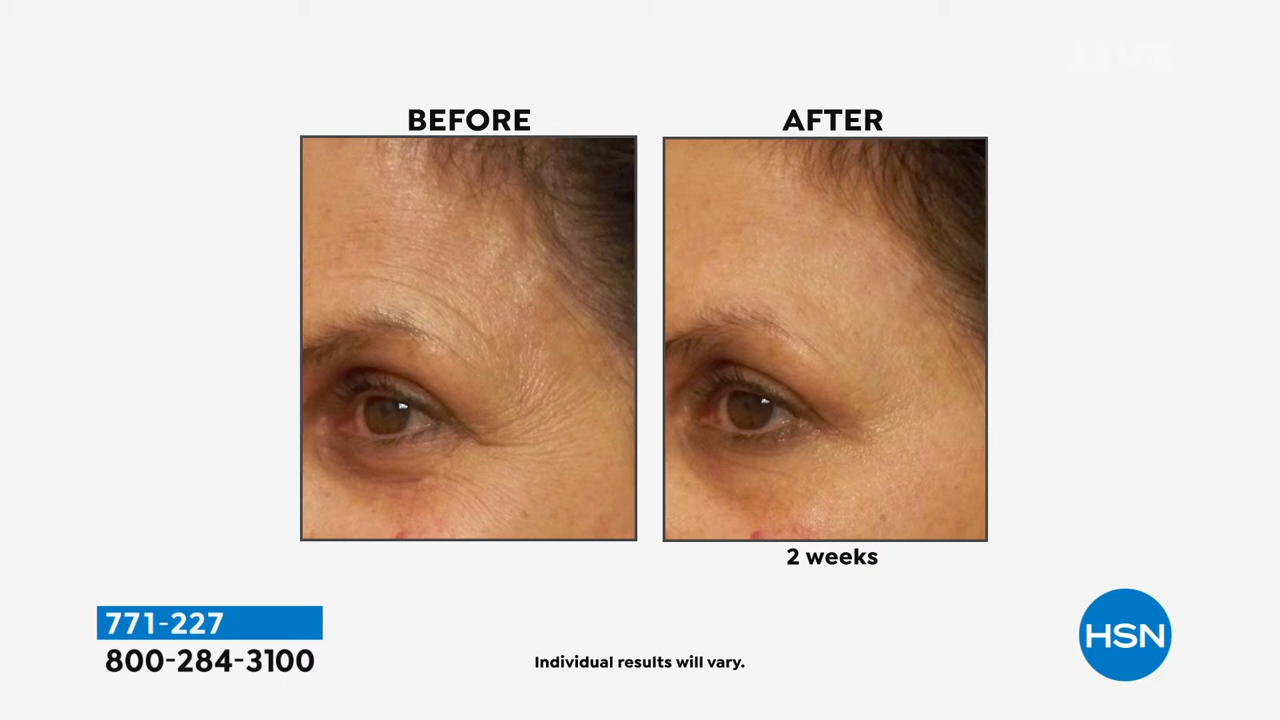 BEFORE
AFTER
2 weeks
771-227
800-284-3100
Individual results will vary.
HSN